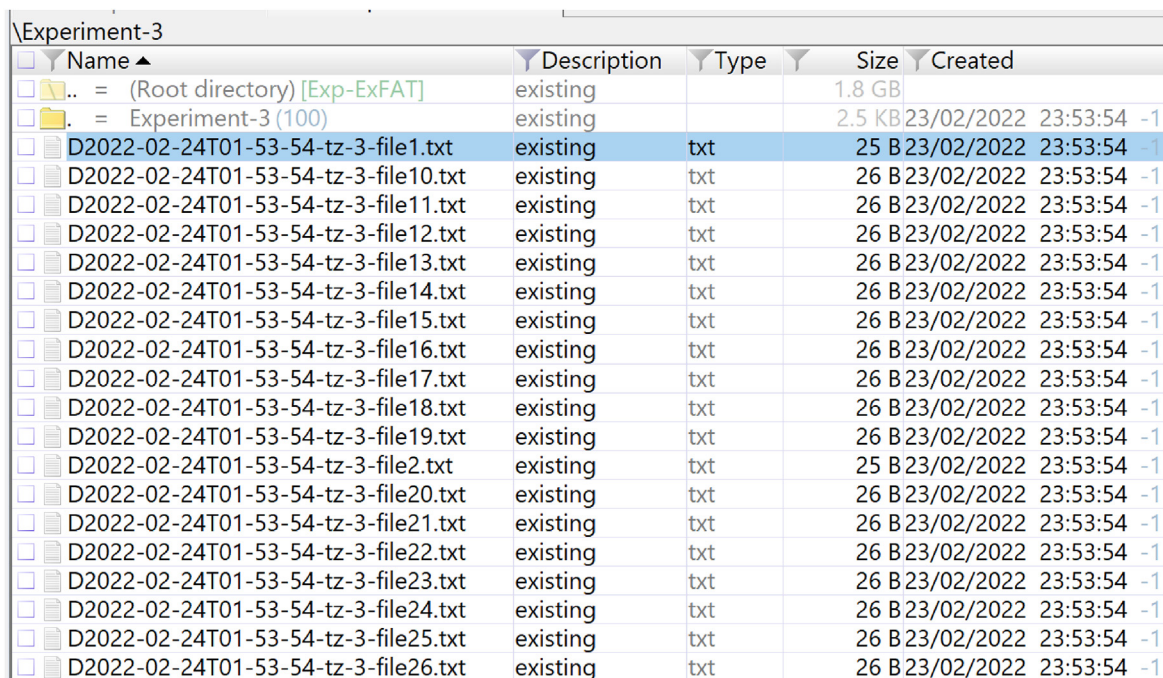 \Experiment-3
Name Description Type Size Created
.. = (Root directory) [Exp-ExFAT] existing 1.8 GB
. = Experiment-3 (100) existing 2.5 KB 23/02/2022 23:53:54 -1
D2022-02-24T01-53-54-tz-3-file1.txt existing txt 25 B 23/02/2022 23:53:54 -1
D2022-02-24T01-53-54-tz-3-file10.txt existing txt 26 B 23/02/2022 23:53:54 -1
D2022-02-24T01-53-54-tz-3-file11.txt existing txt 26 B 23/02/2022 23:53:54 -1
D2022-02-24T01-53-54-tz-3-file12.txt existing txt 26 B 23/02/2022 23:53:54 -1
D2022-02-24T01-53-54-tz-3-file13.txt existing txt 26 B 23/02/2022 23:53:54 -1
D2022-02-24T01-53-54-tz-3-file14.txt existing txt 26 B 23/02/2022 23:53:54 -1
D2022-02-24T01-53-54-tz-3-file15.txt existing txt 26 B 23/02/2022 23:53:54 -1
D2022-02-24T01-53-54-tz-3-file16.txt existing txt 26 B 23/02/2022 23:53:54 -1
D2022-02-24T01-53-54-tz-3-file17.txt existing txt 26 B 23/02/2022 23:53:54 -1
D2022-02-24T01-53-54-tz-3-file18.txt existing txt 26 B 23/02/2022 23:53:54 -1
D2022-02-24T01-53-54-tz-3-file19.txt existing txt 26 B 23/02/2022 23:53:54 -1
D2022-02-24T01-53-54-tz-3-file2.txt existing txt 25 B 23/02/2022 23:53:54 -1
D2022-02-24T01-53-54-tz-3-file20.txt existing txt 26 B 23/02/2022 23:53:54 -1
D2022-02-24T01-53-54-tz-3-file21.txt existing txt 26 B 23/02/2022 23:53:54 -1
D2022-02-24T01-53-54-tz-3-file22.txt existing txt 26 B 23/02/2022 23:53:54 -1
D2022-02-24T01-53-54-tz-3-file23.txt existing txt 26 B 23/02/2022 23:53:54 -1
D2022-02-24T01-53-54-tz-3-file24.txt existing txt 26 B 23/02/2022 23:53:54 -1
D2022-02-24T01-53-54-tz-3-file25.txt existing txt 26 B 23/02/2022 23:53:54 -1
D2022-02-24T01-53-54-tz-3-file26.txt existing txt 26 B 23/02/2022 23:53:54 -1